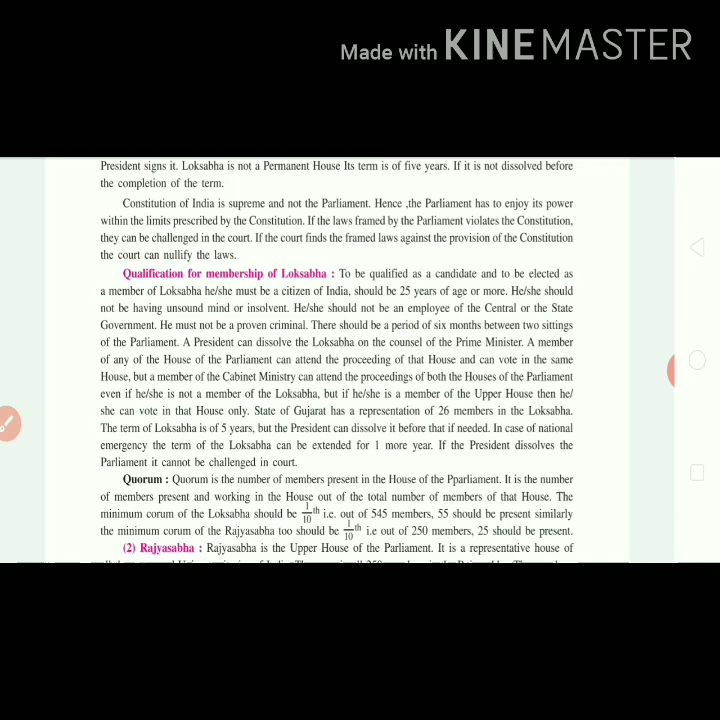 Made with KINEMASTER
President signs it. Loksabha is not a Permanent House Its term is of five years. If it is not dissolved before
the completion of the term.
Constitution of India is supreme and not the Parliament. Hence ,the Parliament has to enjoy its power
within the limits prescribed by the Constitution. If the laws framed by the Parliament violates the Constitution,
they can be challenged in the court. If the court finds the framed laws against the provision of the Constitution
the court can nullify the laws.
Qualification for membership of Loksabha : To be qualified as a candidate and to be elected as
a member of Loksabha he/she must be a citizen of India, should be 25 years of age or more. He/she should
not be having unsound mind or insolvent. He/she should not be an employee of the Central or the State
Government. He must not be a proven criminal. There should be a period of six months between two sittings
of the Parliament. A President can dissolve the Loksabha on the counsel of the Prime Minister. A member
of any of the House of the Parliament can attend the proceeding of that House and can vote in the same
House, but a member of the Cabinet Ministry can attend the proceedings of both the Houses of the Parliament
even if he/she is not a member of the Loksabha, but if he/she is a member of the Upper House then he/
she can vote in that House only. State of Gujarat has a representation of 26 members in the Loksabha.
The term of Loksabha is of 5 years, but the President can dissolve it before that if needed. In case of national
emergency the term of the Loksabha can be extended for 1 more year. If the President dissolves the
Parliament it cannot be challenged in court.
Quorum : Quorum is the number of members present in the House of the Pparliament. It is the number
of members present and working in the House out of the total number of members of that House. The
minimum corum of the Loksabha should be 1/10 th i.e. out of 545 members, 55 should be present similarly
the minimum corum of the Rajyasabha too should be 1/10 th i.e out of 250 members, 25 should be present.
(2) Rajyasabha : Rajyasabha is the Upper House of the Parliament. It is a representative house of